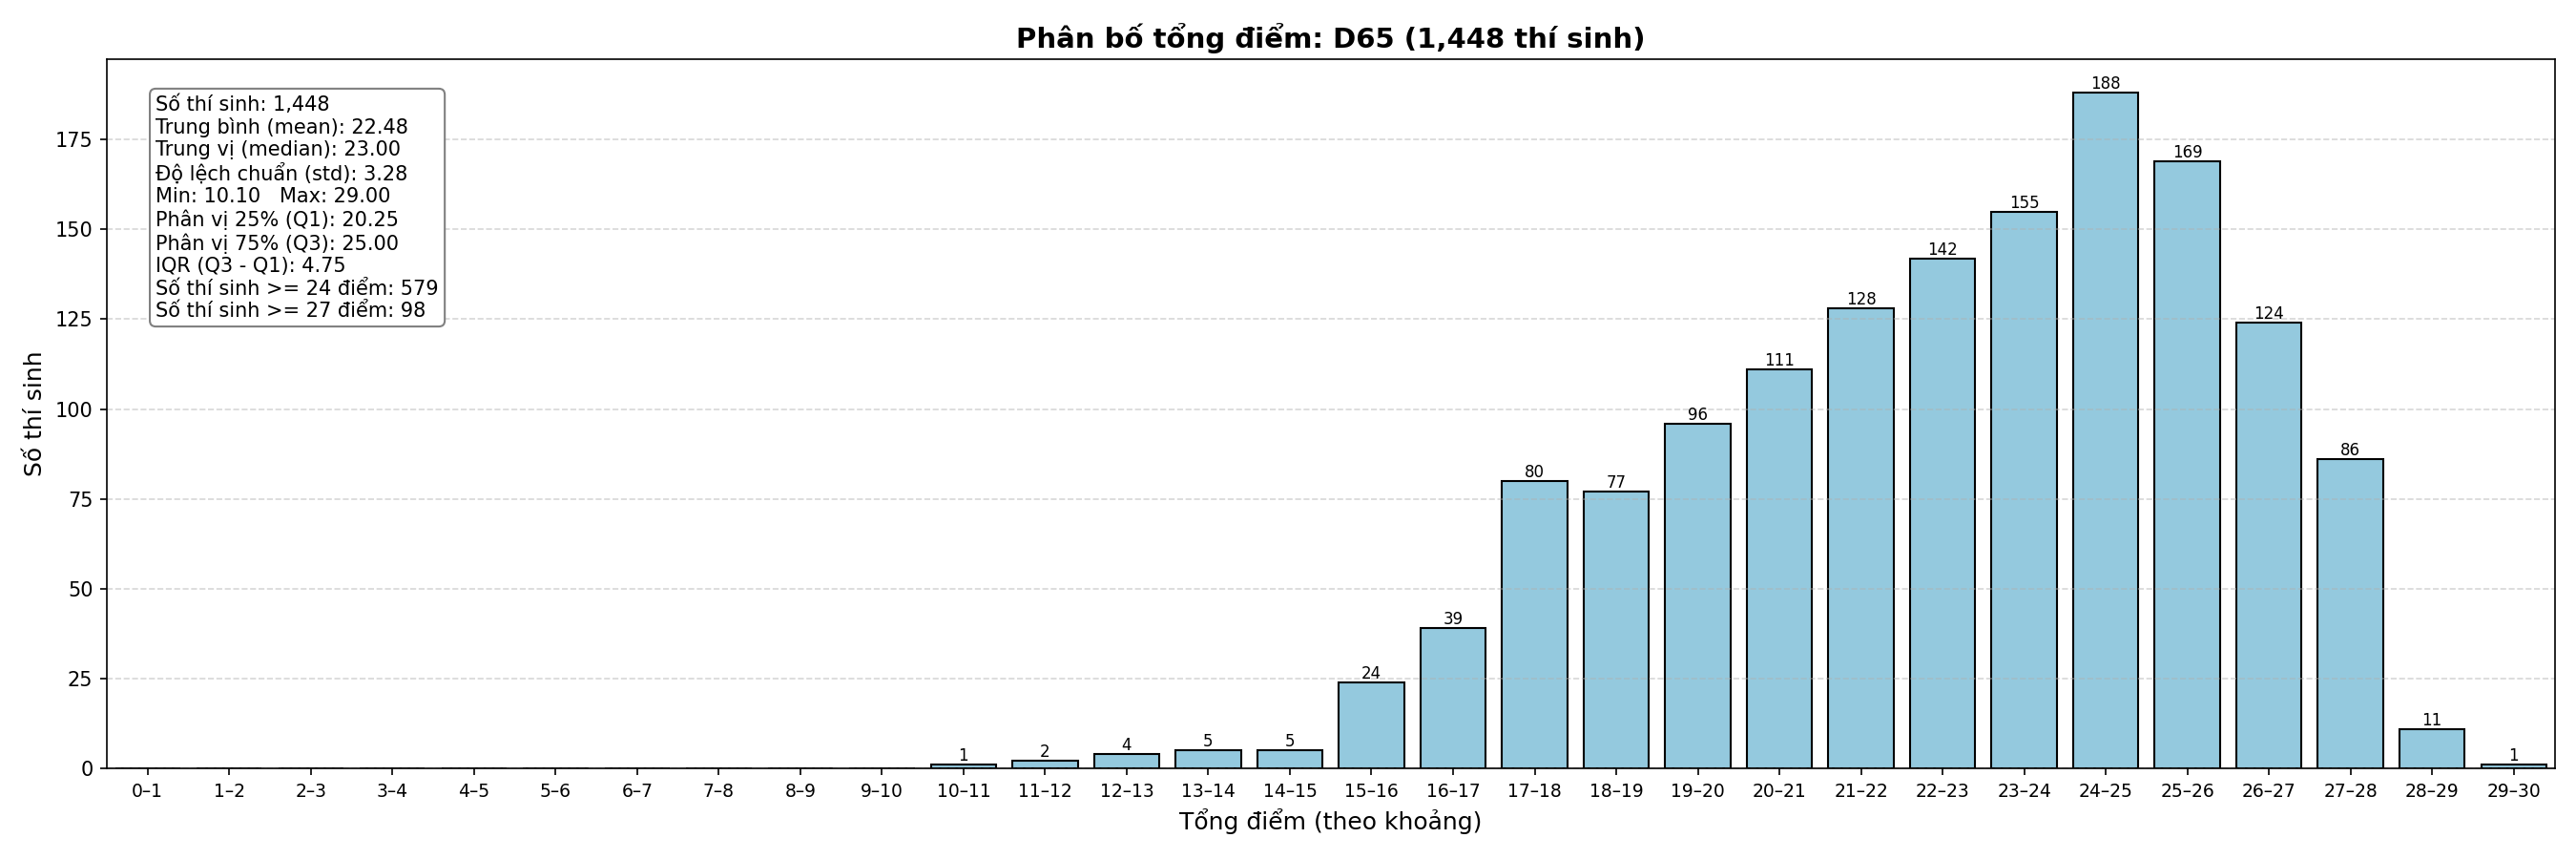 Phân bố tổng điểm: D65 (1,448 thí sinh)
Số thí sinh: 1,448
Trung bình (mean): 22.48
Trung vị (median): 23.00
Độ lệch chuẩn (std): 3.28
Min: 10.10   Max: 29.00
Phân vị 25% (Q1): 20.25
Phân vị 75% (Q3): 25.00
IQR (Q3 - Q1): 4.75
Số thí sinh >= 24 điểm: 579
Số thí sinh >= 27 điểm: 98
Số thí sinh
175
150
125
100
75
50
25
0
1
2
4
5
5
24
39
80
77
96
111
128
142
155
188
169
124
86
11
1
0–1 1–2 2–3 3–4 4–5 5–6 6–7 7–8 8–9 9–10 10–11 11–12 12–13 13–14 14–15 15–16 16–17 17–18 18–19 19–20 20–21 21–22 22–23 23–24 24–25 25–26 26–27 27–28 28–29 29–30
Tổng điểm (theo khoảng)